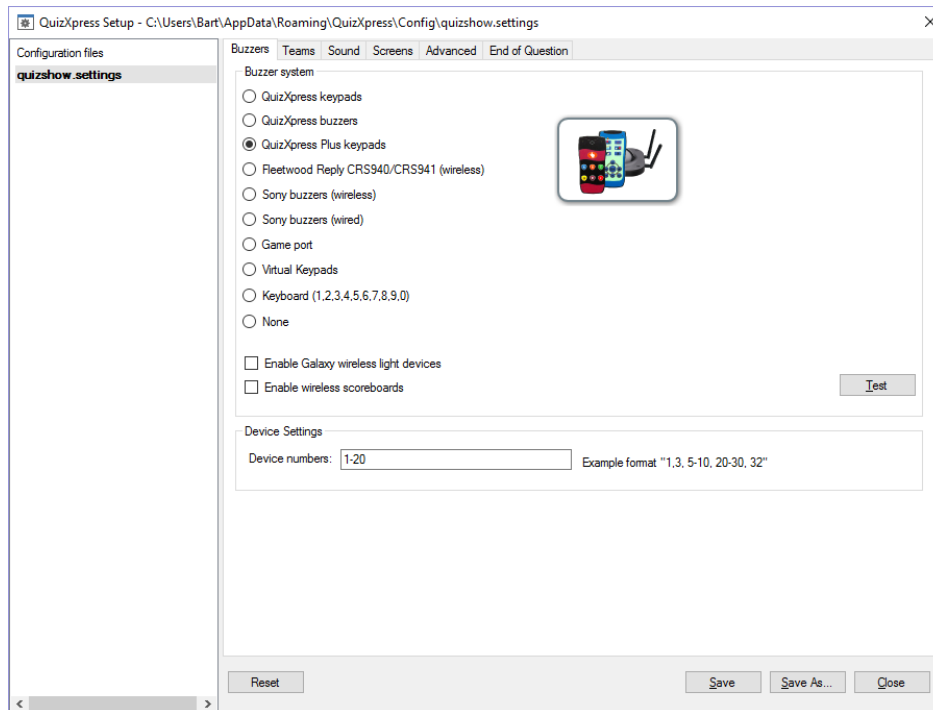 QuizXpress Setup - C:\Users\Bart\AppData\Roaming\QuizXpress\Config\quizshow.settings
Configuration files
quizshow.settings
Buzzers Teams Sound Screens Advanced End of Question
Buzzer system
QuizXpress keypads
QuizXpress buzzers
QuizXpress Plus keypads
Fleetwood Reply CRS940/CRS941 (wireless)
Sony buzzers (wireless)
Sony buzzers (wired)
Game port
Virtual Keypads
Keyboard (1,2,3,4,5,6,7,8,9,0)
None
Enable Galaxy wireless light devices
Enable wireless scoreboards
Test
Device Settings
Device numbers: 1-20 Example format "1,3, 5-10, 20-30, 32"
Reset Save Save As... Close